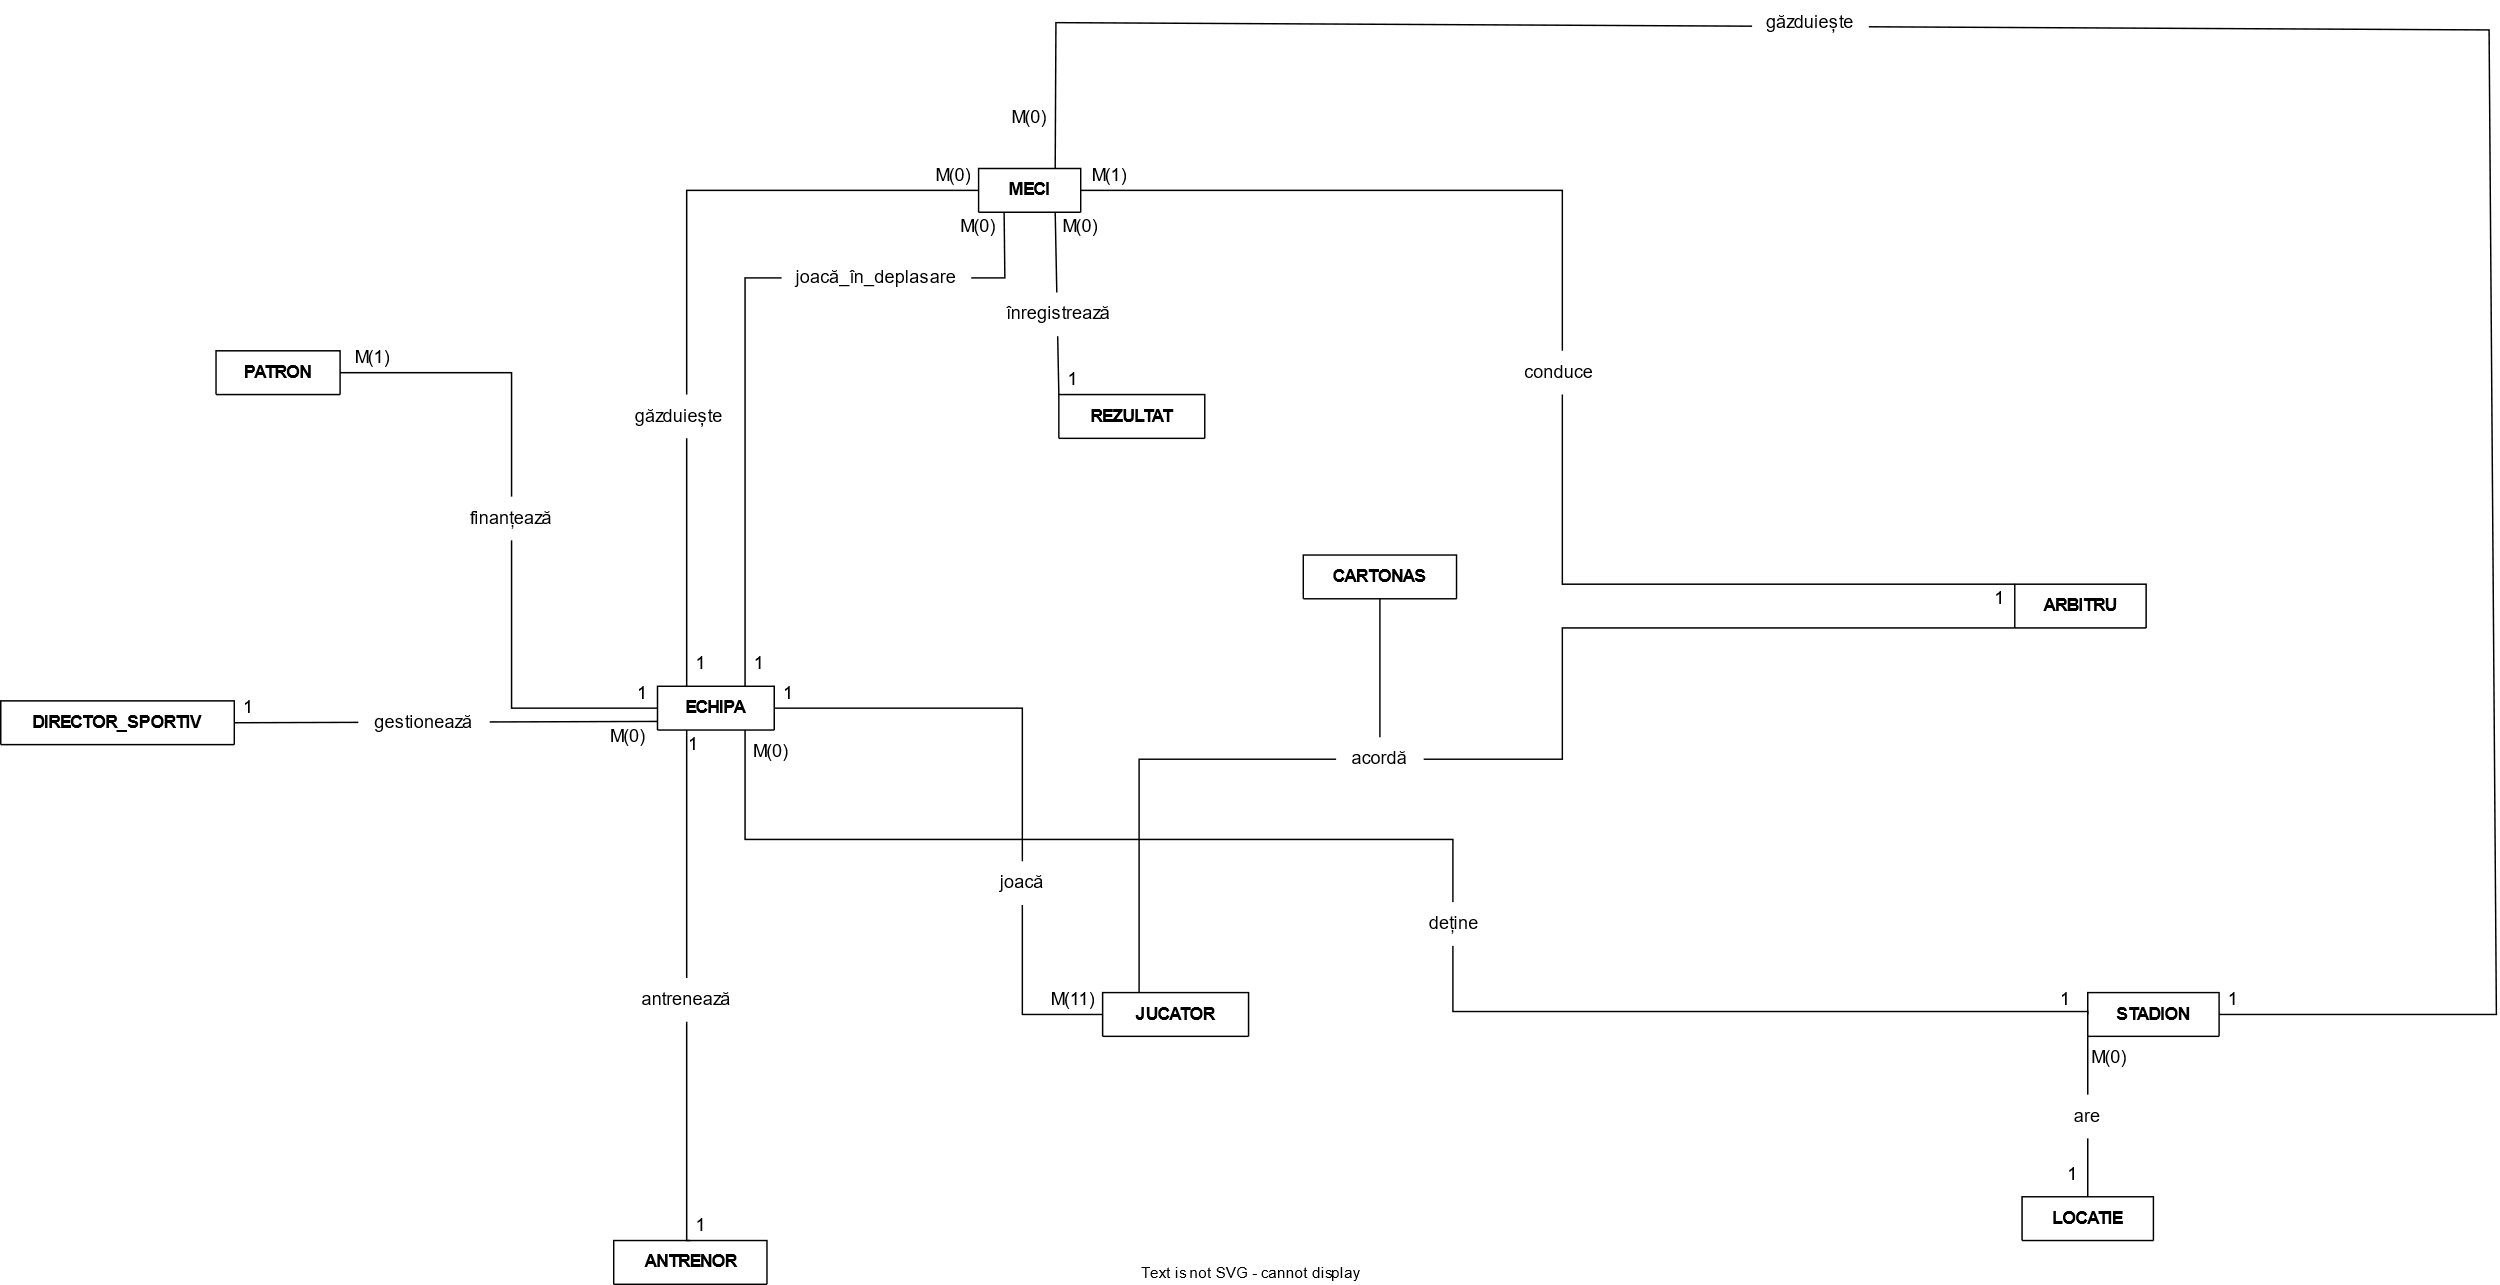 găzduiește
M(0)
M(0)
MECI
M(1)
M(0)
M(0)
joacă_în_deplasare
înregistrează
PATRON
M(1)
1
conduce
găzduiește
REZULTAT
finanțează
CARTONAS
1
ARBITRU
1
1
1
ECHIPA
1
DIRECTOR_SPORTIV
1
gestionează
M(0)
1
M(0)
acordă
joacă
deține
antrenează
M(11)
JUCATOR
1
STADION
1
M(0)
are
1
LOCATIE
1
ANTRENOR
Text is not SVG - cannot display